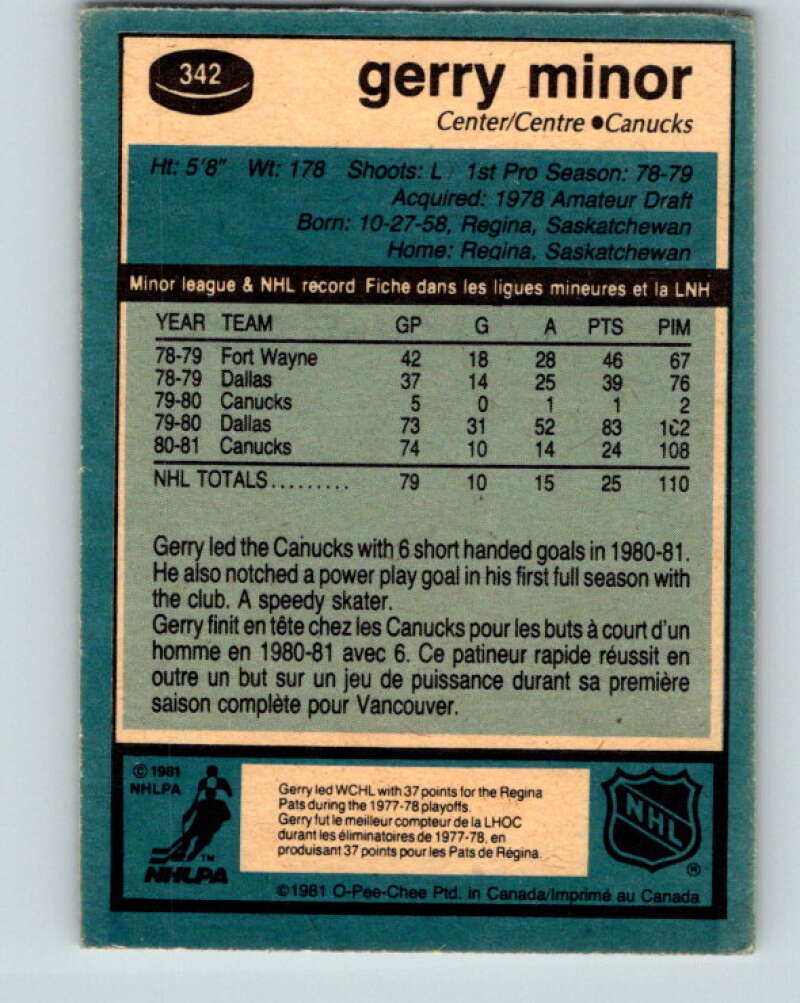 342
gerry minor
Center/Centre ●Canucks
Ht: 5'8" Wt: 178 Shoots: L 1st Pro Season: 78-79
Acquired: 1978 Amateur Draft
Born: 10-27-58, Regina, Saskatchewan
Home: Regina, Saskatchewan
Minor league & NHL record Fiche dans les ligues mineures et la LNH
YEAR TEAM GP G A PTS PIM
78-79 Fort Wayne 42 18 28 46 67
78-79 Dallas 37 14 25 39 76
79-80 Canucks 5 0 1 1 2
79-80 Dallas 73 31 52 83 162
80-81 Canucks 74 10 14 24 108
NHL TOTALS......... 79 10 15 25 110
Gerry led the Canucks with 6 short handed goals in 1980-81.
He also notched a power play goal in his first full season with
the club. A speedy skater.
Gerry finit en tête chez les Canucks pour les buts à court d'un
homme en 1980-81 avec 6. Ce patineur rapide réussit en
outre un but sur un jeu de puissance durant sa première
saison complète pour Vancouver.
© 1981
NHLPA
Gerry led WCHL with 37 points for the Regina
Pats during the 1977-78 playoffs.
Gerry fut le meilleur compteur de la LHOC
durant les éliminatoires de 1977-78, en
produisant 37 points pour les Pats de Régina.
NHL
®
TM
NHLPA
©1981 O-Pee-Chee Ptd. in Canada/Imprimé au Canada